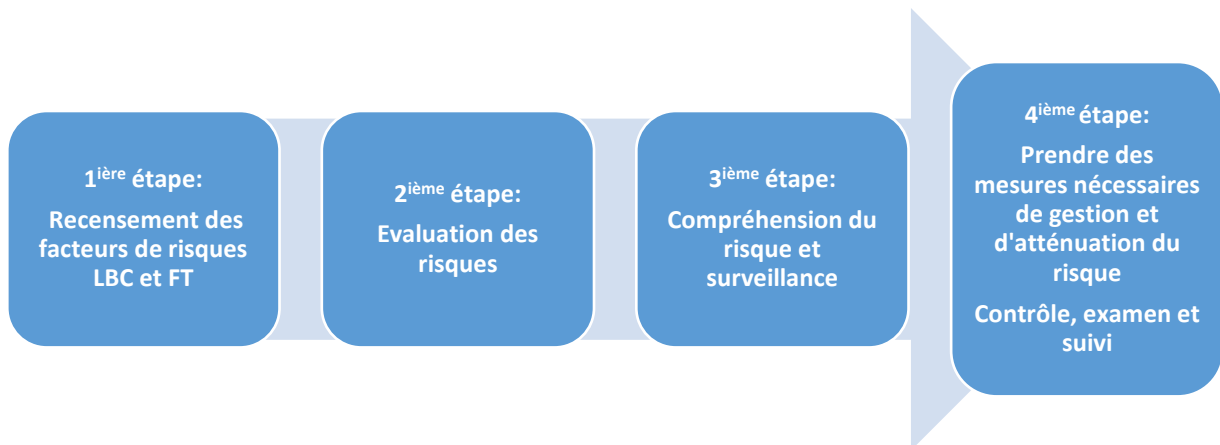 1ière étape:
Recensement des
facteurs de risques
LBC et FT
2ième étape:
Evaluation des
risques
3ième étape:
Compréhension du
risque et
surveillance
4ième étape:
Prendre des
mesures nécessaires
de gestion et
d'atténuation du
risque
Contrôle, examen et
suivi